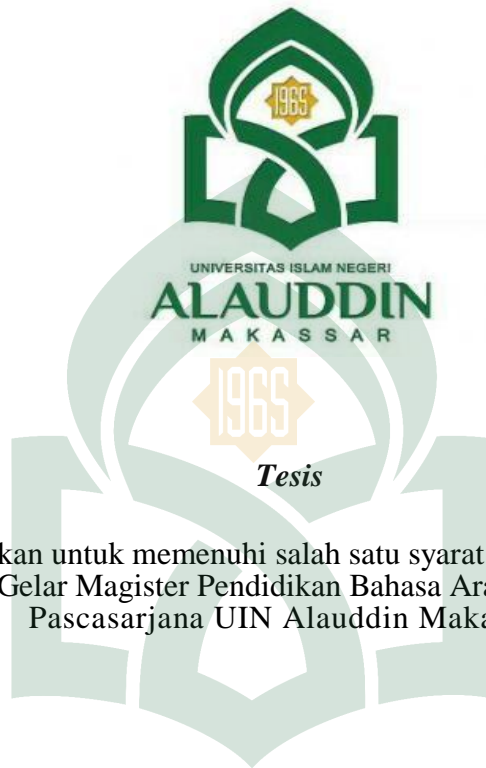 1965
UNIVERSITAS ISLAM NEGERI
ALAUDDIN
MAKASSAR
1965
Tesis
kan untuk memenuhi salah satu syarat
Gelar Magister Pendidikan Bahasa Ara
Pascasarjana UIN Alauddin Maka